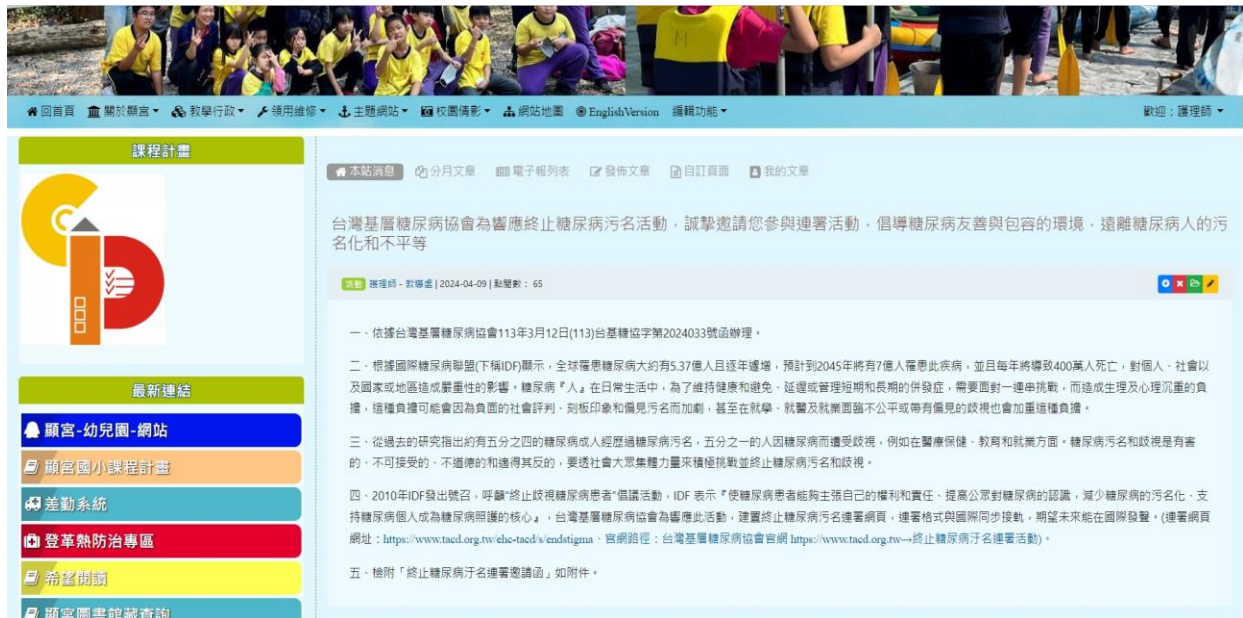 回首頁 關於顯宮 教學行政 領用維修 主題網站 校園倩影 網站地圖 EnglishVersion 編輯功能 歡迎：護理師
課程計畫
最新連結
顯宮-幼兒園-網站
顯宮國小課程計畫
差勤系統
登革熱防治專區
希望閱讀
顯宮圖書館藏查詢
本站消息 分月文章 電子報列表 發佈文章 自訂頁面 我的文章
台灣基層糖尿病協會為響應終止糖尿病污名活動，誠摯邀請您參與連署活動，倡導糖尿病友善與包容的環境，遠離糖尿病人的污
名化和不平等
活動 護理師 - 教導處 | 2024-04-09 | 點閱數： 65
一、依據台灣基層糖尿病協會113年3月12日(113)台基糖協字第2024033號函辦理。
二、根據國際糖尿病聯盟(下稱IDF)顯示，全球罹患糖尿病大約有5.37億人且逐年遽增，預計到2045年將有7億人罹患此疾病，並且每年將導致400萬人死亡，對個人、社會以
及國家或地區造成嚴重性的影響。糖尿病『人』在日常生活中，為了維持健康和避免、延遲或管理短期和長期的併發症，需要面對一連串挑戰，而造成生理及心理沉重的負
擔，這種負擔可能會因為負面的社會評判、刻板印象和偏見污名而加劇，甚至在就學、就醫及就業面臨不公平或帶有偏見的歧視也會加重這種負擔。
三、從過去的研究指出約有五分之四的糖尿病成人經歷過糖尿病污名，五分之一的人因糖尿病而遭受歧視，例如在醫療保健、教育和就業方面。糖尿病污名和歧視是有害
的、不可接受的、不道德的和適得其反的，要透社會大眾集體力量來積極挑戰並終止糖尿病污名和歧視。
四、2010年IDF發出號召，呼籲“終止歧視糖尿病患者”倡議活動，IDF 表示『使糖尿病患者能夠主張自己的權利和責任、提高公眾對糖尿病的認識，減少糖尿病的污名化、支
持糖尿病個人成為糖尿病照護的核心』，台灣基層糖尿病協會為響應此活動，建置終止糖尿病污名連署網頁，連署格式與國際同步接軌，期望未來能在國際發聲。(連署網頁
網址：https://www.tacd.org.tw/ehc-tacd/s/endstigma、官網路徑：台灣基層糖尿病協會官網 https://www.tacd.org.tw→終止糖尿病汙名連署活動)。
五、檢附「終止糖尿病汙名連署邀請函」如附件。